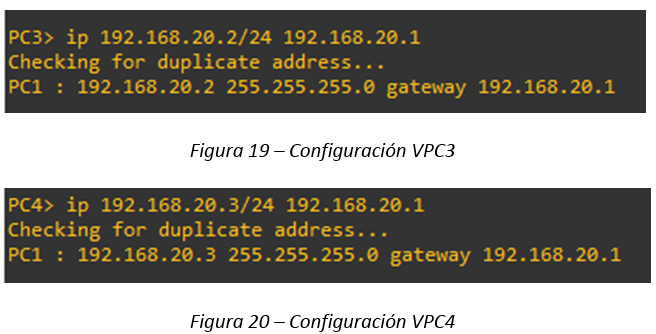 PC3> ip 192.168.20.2/24 192.168.20.1
Checking for duplicate address...
PC1 : 192.168.20.2 255.255.255.0 gateway 192.168.20.1
Figura 19 – Configuración VPC3
PC4> ip 192.168.20.3/24 192.168.20.1
Checking for duplicate address...
PC1 : 192.168.20.3 255.255.255.0 gateway 192.168.20.1
Figura 20 – Configuración VPC4